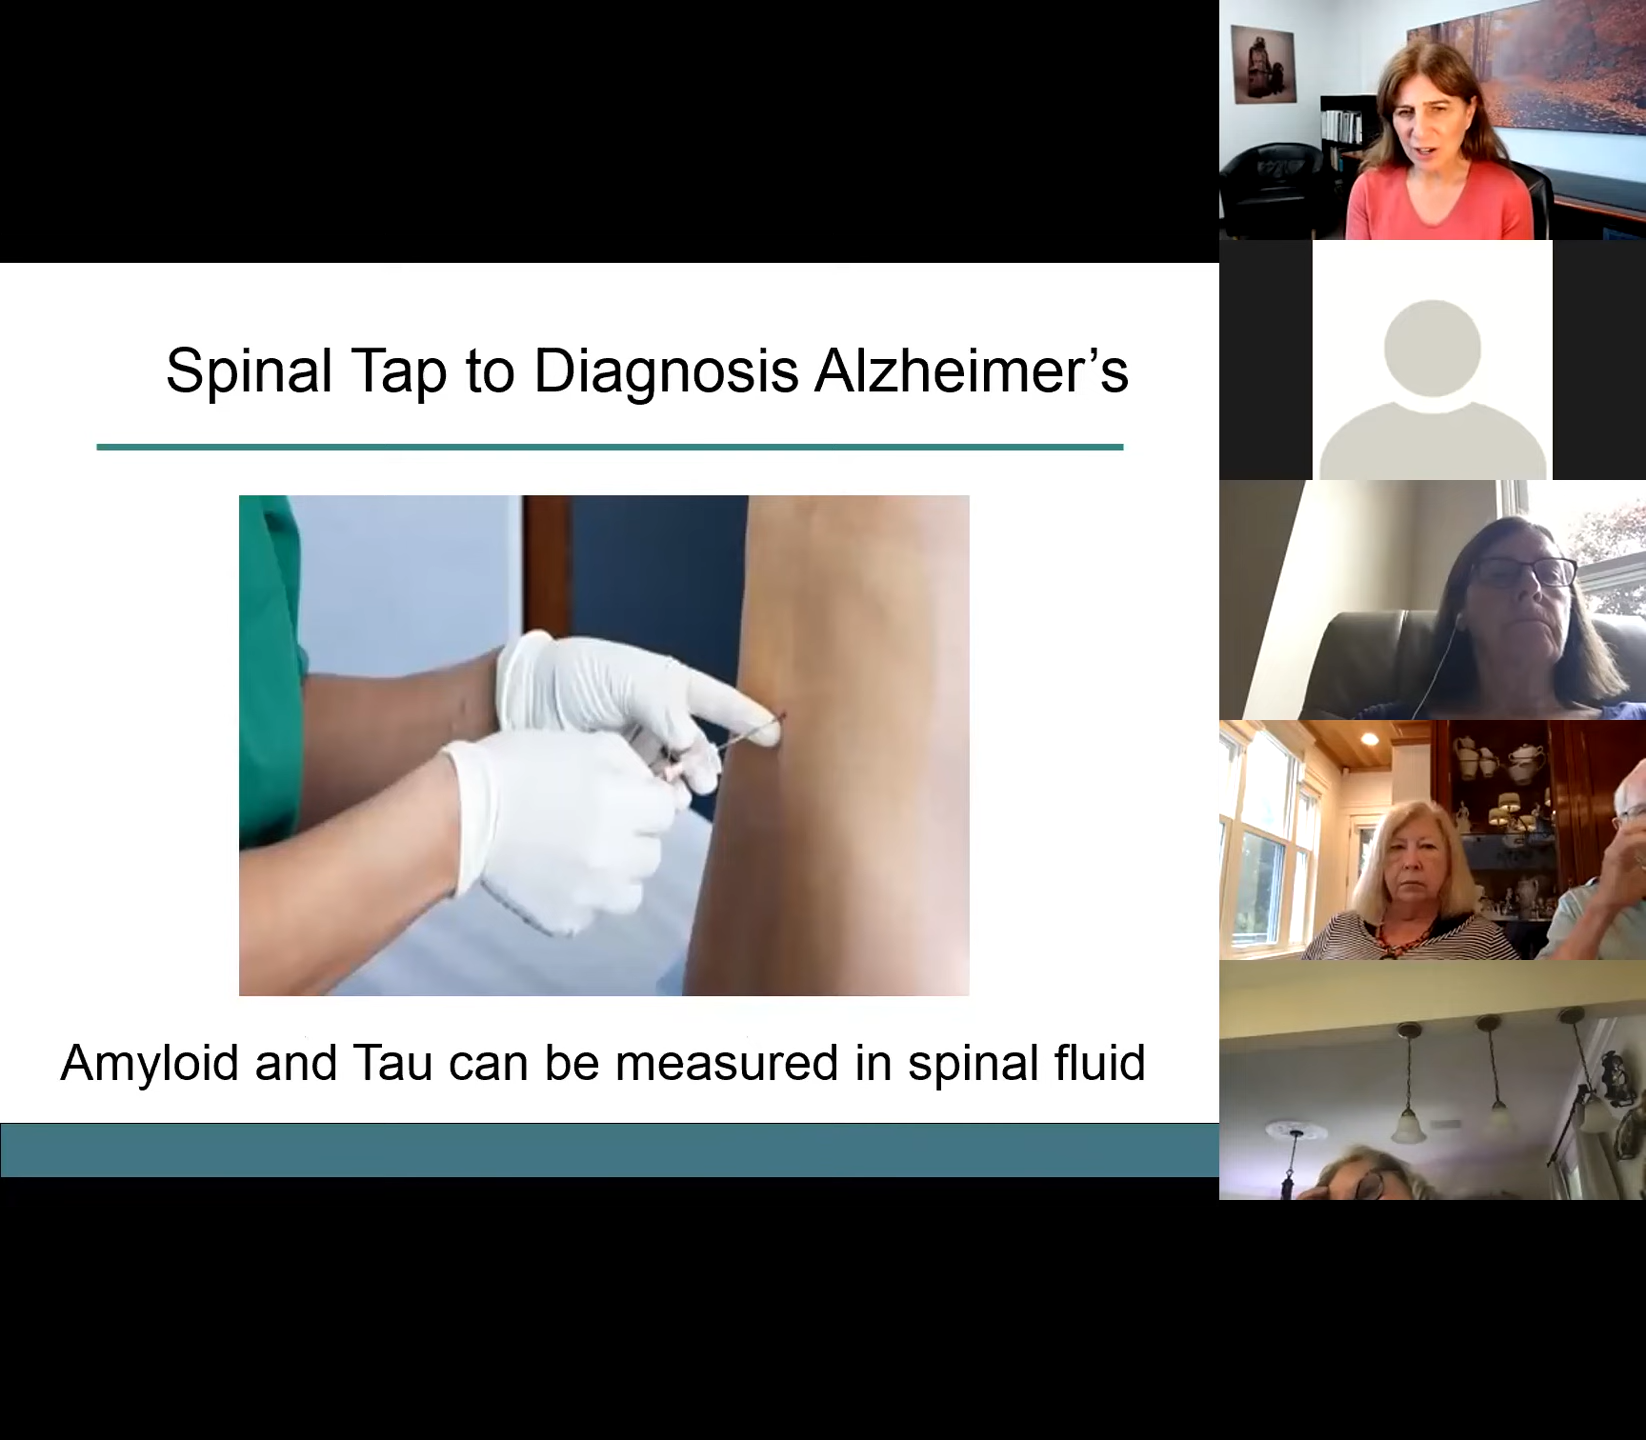 Spinal Tap to Diagnosis Alzheimer’s
Amyloid and Tau can be measured in spinal fluid